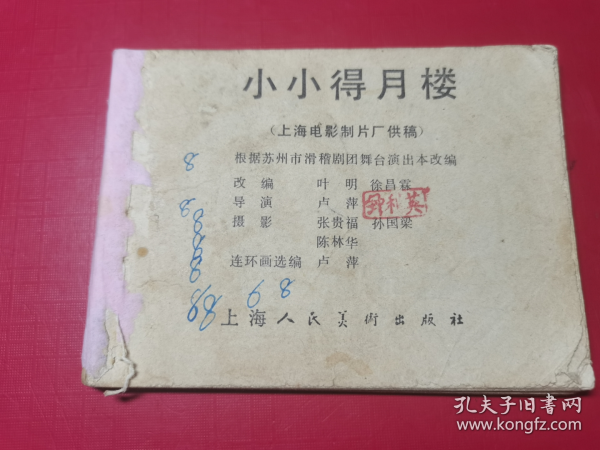 小小得月楼
（上海电影制片厂供稿）
根据苏州市滑稽剧团舞台演出本改编
改编 叶明 徐昌霖
导演 卢萍
钟利英
摄影 张贵福 孙国梁
陈林华
连环画选编 卢萍
8 9
上海人民美术出版社
孔夫子旧书网
www.kongfz.com